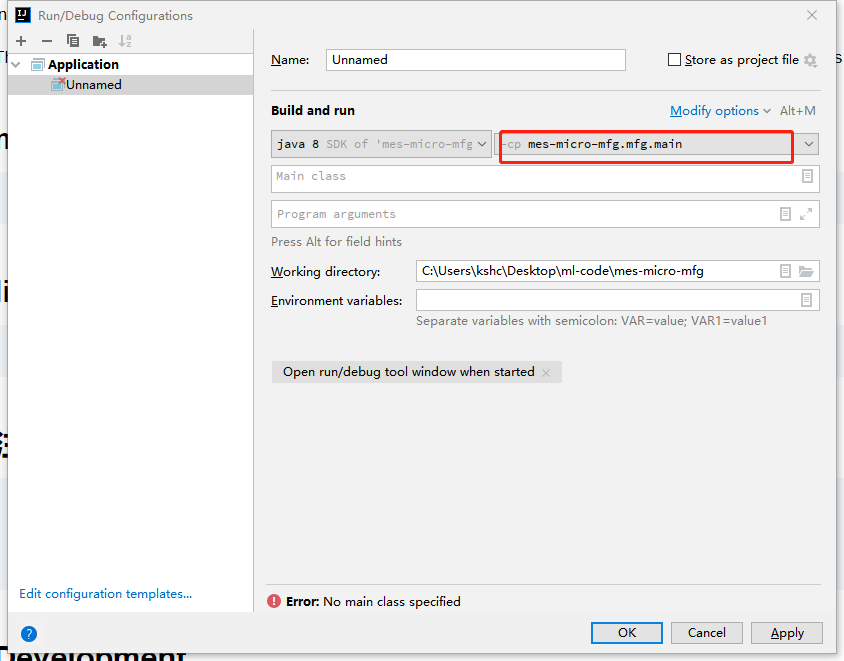 Run/Debug Configurations
Application
Unnamed
Name: Unnamed Store as project file
Build and run Modify options Alt+M
java 8 SDK of 'mes-micro-mfg -cp mes-micro-mfg.mfg.main
Main class
Program arguments
Press Alt for field hints
Working directory: C:\Users\kshc\Desktop\ml-code\mes-micro-mfg
Environment variables:
Separate variables with semicolon: VAR=value; VAR1=value1
Open run/debug tool window when started
Edit configuration templates...
Error: No main class specified
OK Cancel Apply
Development